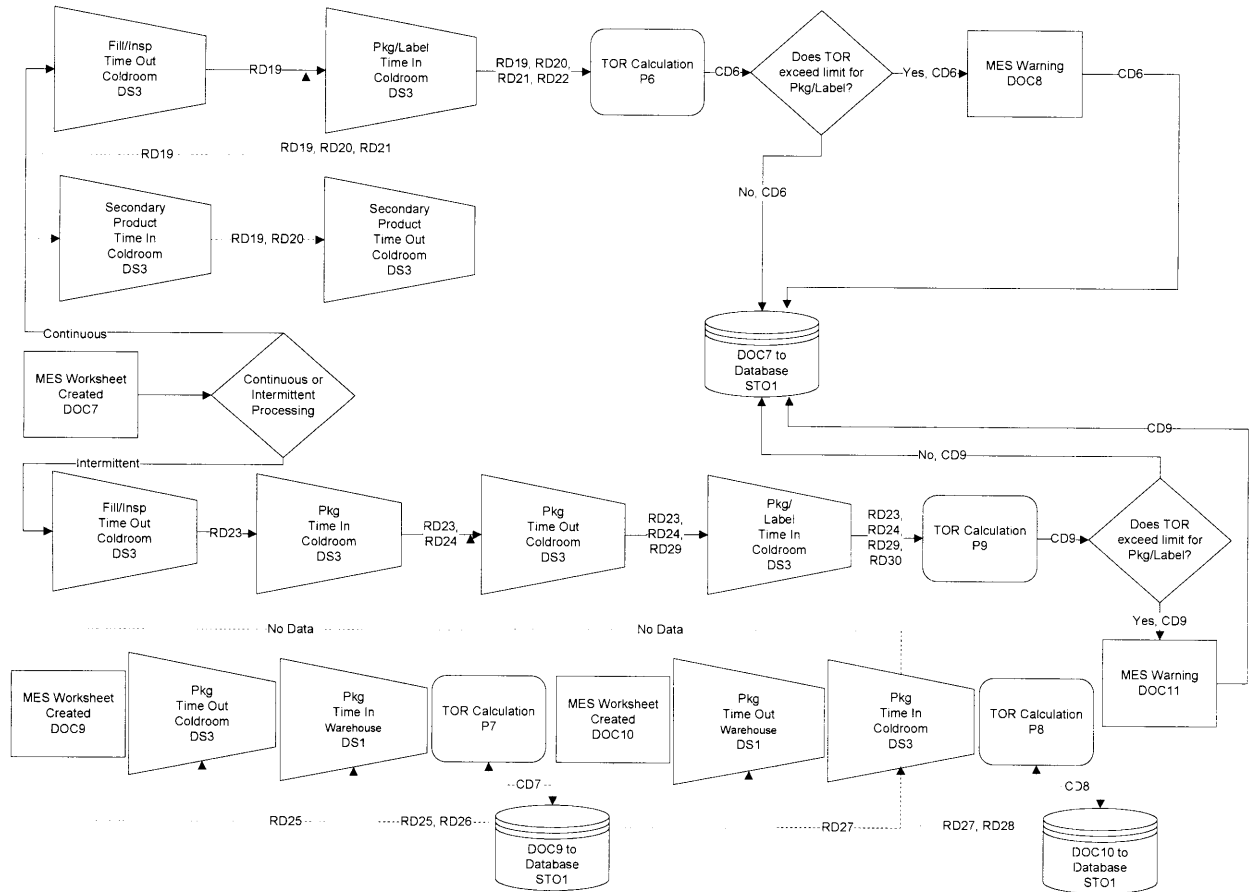 Fill/Insp
Time Out
Coldroom
DS3
RD19
Pkg/Label
Time In
Coldroom
DS3
RD19, RD20,
RD21, RD22
TOR Calculation
P6
CD6
Does TOR
exceed limit for
Pkg/Label?
Yes, CD6
MES Warning
DOC8
CD6
RD19
RD19, RD20, RD21
No, CD6
Secondary
Product
Time In
Coldroom
DS3
RD19, RD20
Secondary
Product
Time Out
Coldroom
DS3
Continuous
DOC7 to
Database
STO1
MES Worksheet
Created
DOC7
Continuous or
Intermittent
Processing
CD9
Intermittent
No, CD9
Fill/Insp
Time Out
Coldroom
DS3
RD23
Pkg
Time In
Coldroom
DS3
RD23,
RD24
Pkg
Time Out
Coldroom
DS3
RD23,
RD24,
RD29
Pkg/
Label
Time In
Coldroom
DS3
RD23,
RD24,
RD29,
RD30
TOR Calculation
P9
CD9
Does TOR
exceed limit for
Pkg/Label?
Yes, CD9
No Data
No Data
MES Warning
DOC11
MES Worksheet
Created
DOC9
Pkg
Time Out
Coldroom
DS3
Pkg
Time In
Warehouse
DS1
TOR Calculation
P7
MES Worksheet
Created
DOC10
Pkg
Time Out
Warehouse
DS1
Pkg
Time In
Coldroom
DS3
TOR Calculation
P8
CD7
CD8
RD25
RD25, RD26
RD27
RD27, RD28
DOC9 to
Database
STO1
DOC10 to
Database
STO1